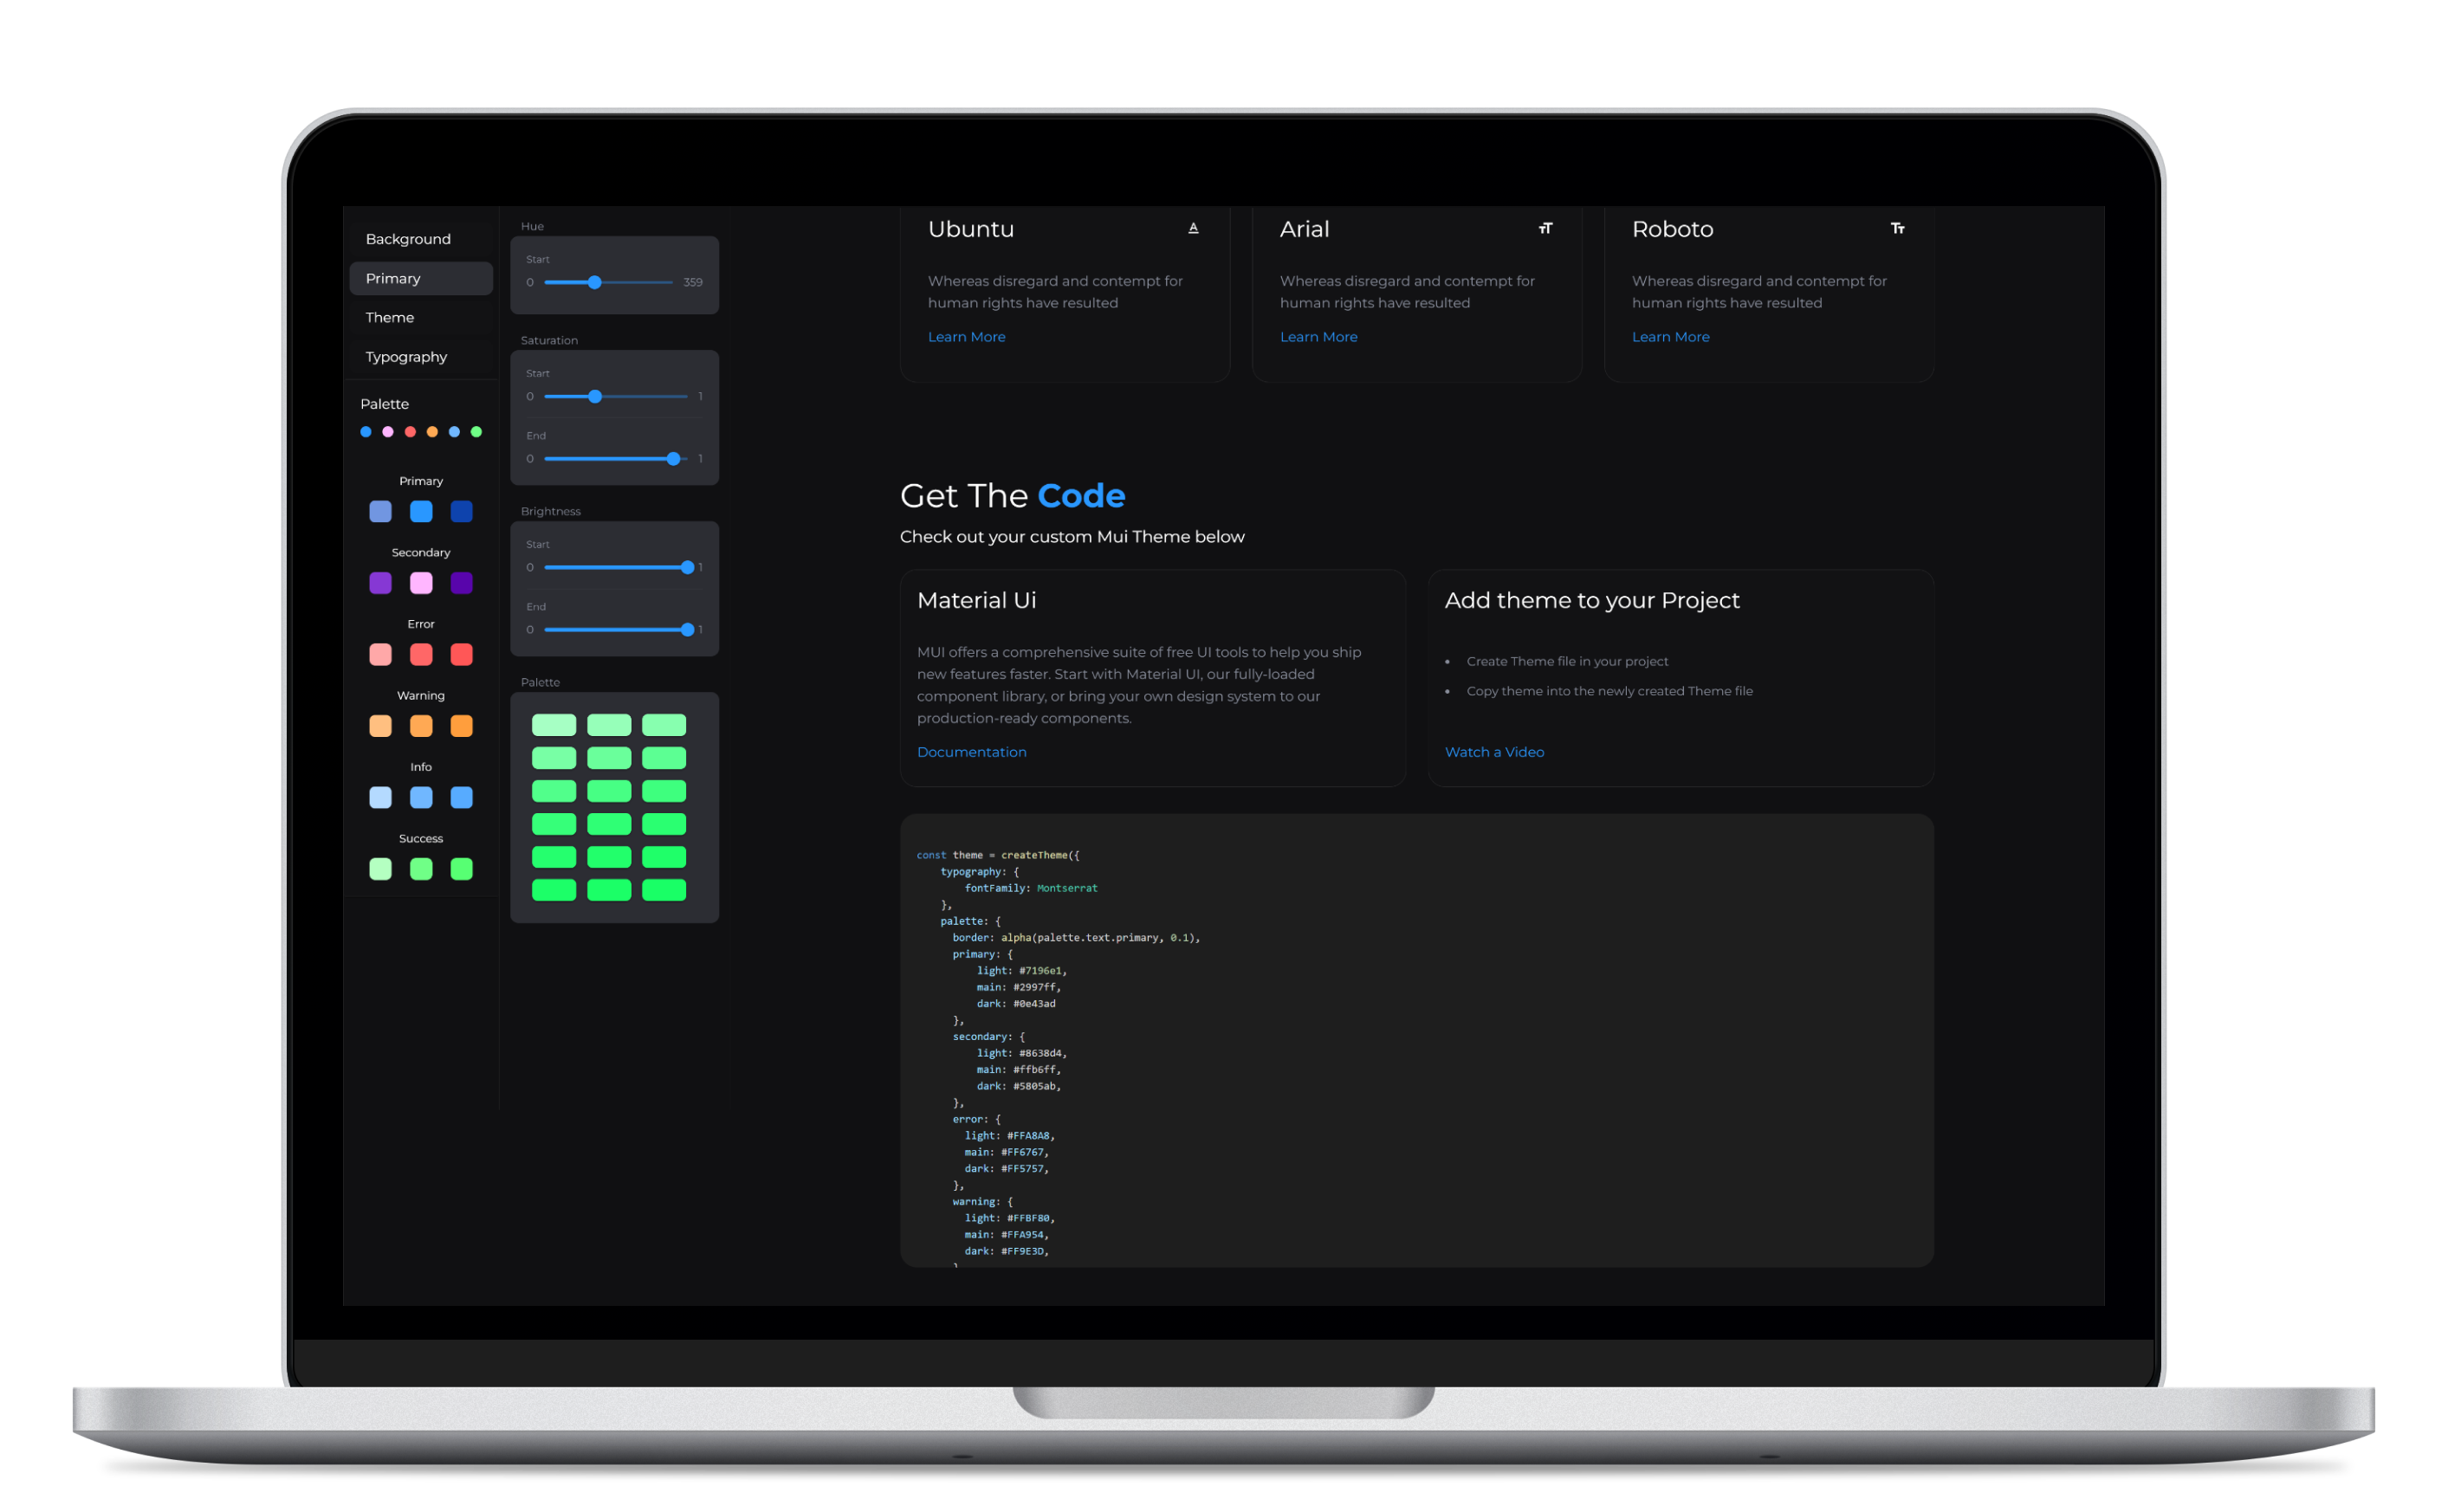 Background
Primary
Theme
Typography
Palette
Primary
Secondary
Error
Warning
Info
Success
Hue
Start
0 359
Saturation
Start
0 1
End
0 1
Brightness
Start
0 1
End
0 1
Palette
Ubuntu
Whereas disregard and contempt for
human rights have resulted
Learn More
Arial
Whereas disregard and contempt for
human rights have resulted
Learn More
Roboto
Whereas disregard and contempt for
human rights have resulted
Learn More
Get The Code
Check out your custom Mui Theme below
Material Ui
MUI offers a comprehensive suite of free UI tools to help you ship
new features faster. Start with Material UI, our fully-loaded
component library, or bring your own design system to our
production-ready components.
Documentation
Add theme to your Project
• Create Theme file in your project
• Copy theme into the newly created Theme file
Watch a Video
const theme = createTheme({
typography: {
fontFamily: Montserrat
},
palette: {
border: alpha(palette.text.primary, 0.1),
primary: {
light: #7196e1,
main: #2997ff,
dark: #0e43ad
},
secondary: {
light: #8638d4,
main: #ffb6ff,
dark: #5805ab,
},
error: {
light: #FFA8A8,
main: #FF6767,
dark: #FF5757,
},
warning: {
light: #FFBF80,
main: #FFA954,
dark: #FF9E3D,
}